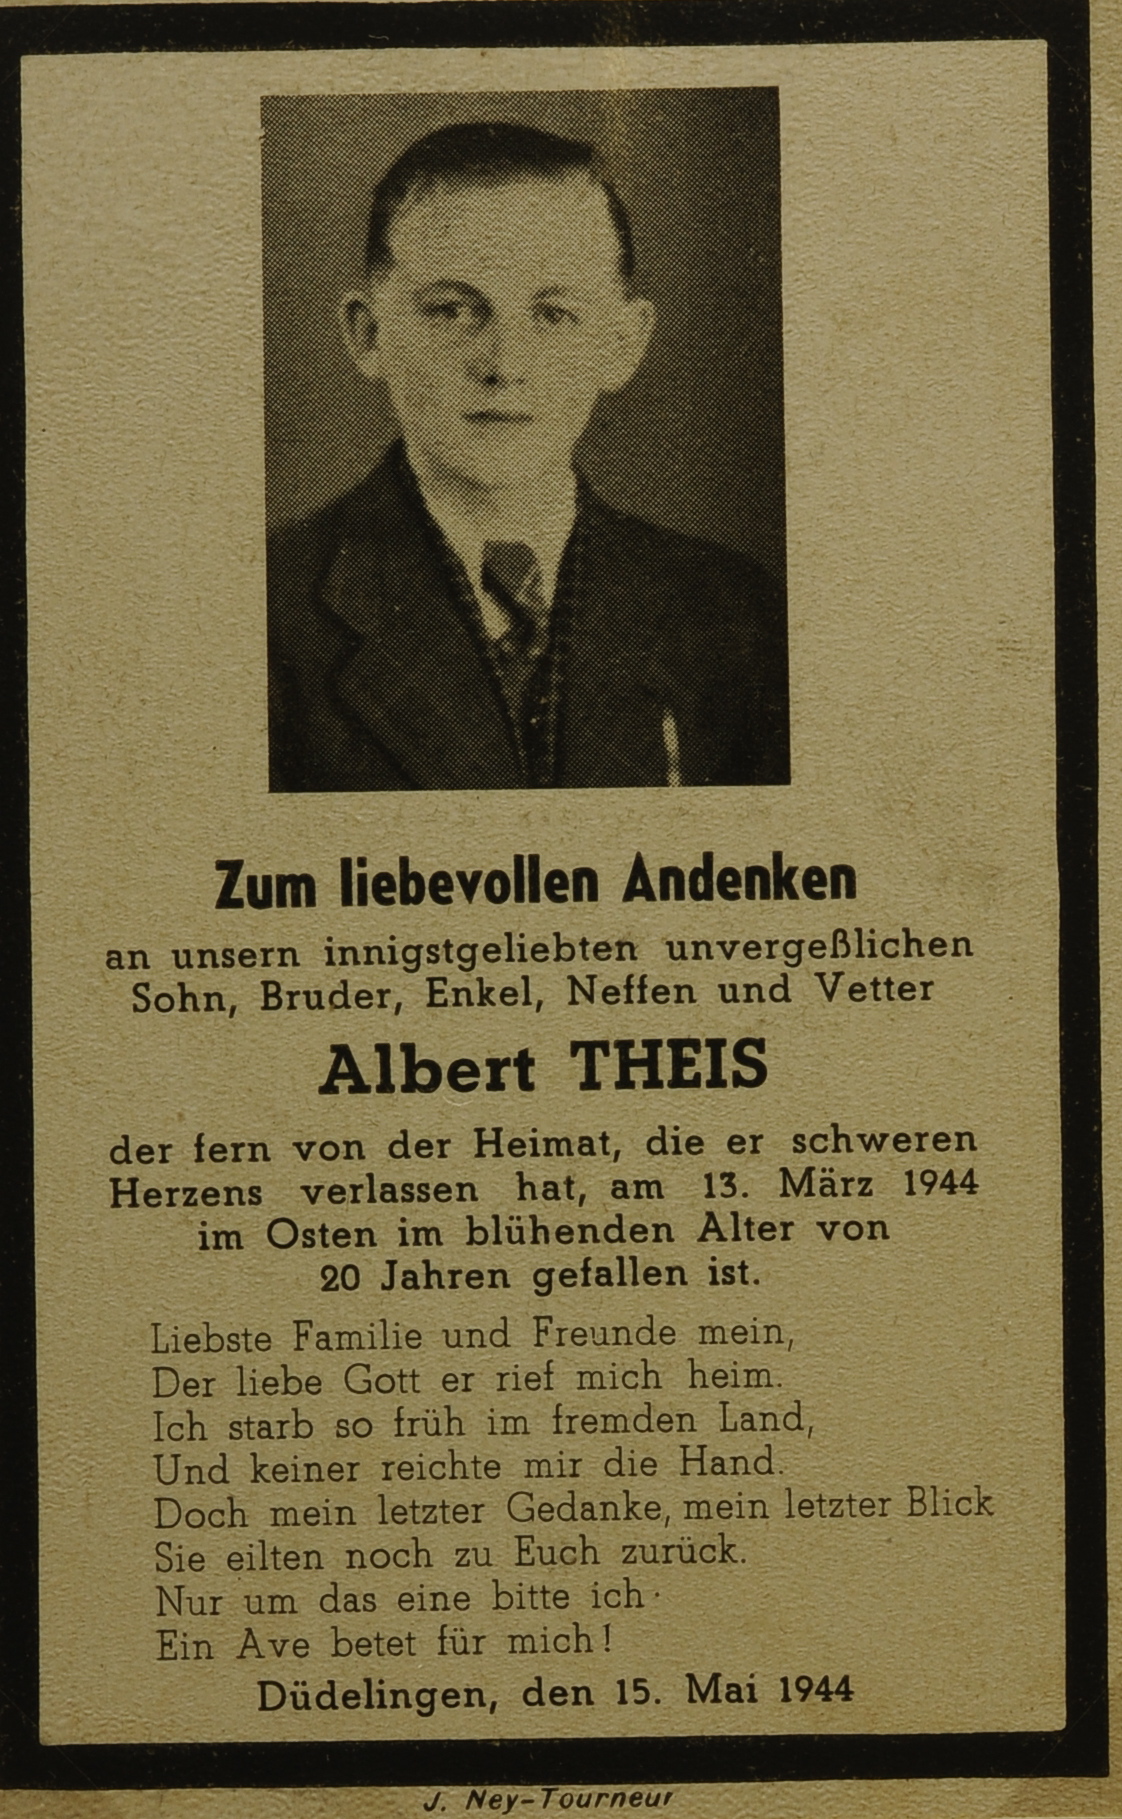 Zum liebevollen Andenken
an unsern innigstgeliebten unvergeßlichen
Sohn, Bruder, Enkel, Neffen und Vetter
Albert THEIS
der fern von der Heimat, die er schweren
Herzens verlassen hat, am 13. März 1944
im Osten im blühenden Alter von
20 Jahren gefallen ist.
Liebste Familie und Freunde mein,
Der liebe Gott er rief mich heim.
Ich starb so früh im fremden Land,
Und keiner reichte mir die Hand.
Doch mein letzter Gedanke, mein letzter Blick
Sie eilten noch zu Euch zurück.
Nur um das eine bitte ich·
Ein Ave betet für mich!
Düdelingen, den 15. Mai 1944
J. Ney-Tourneur